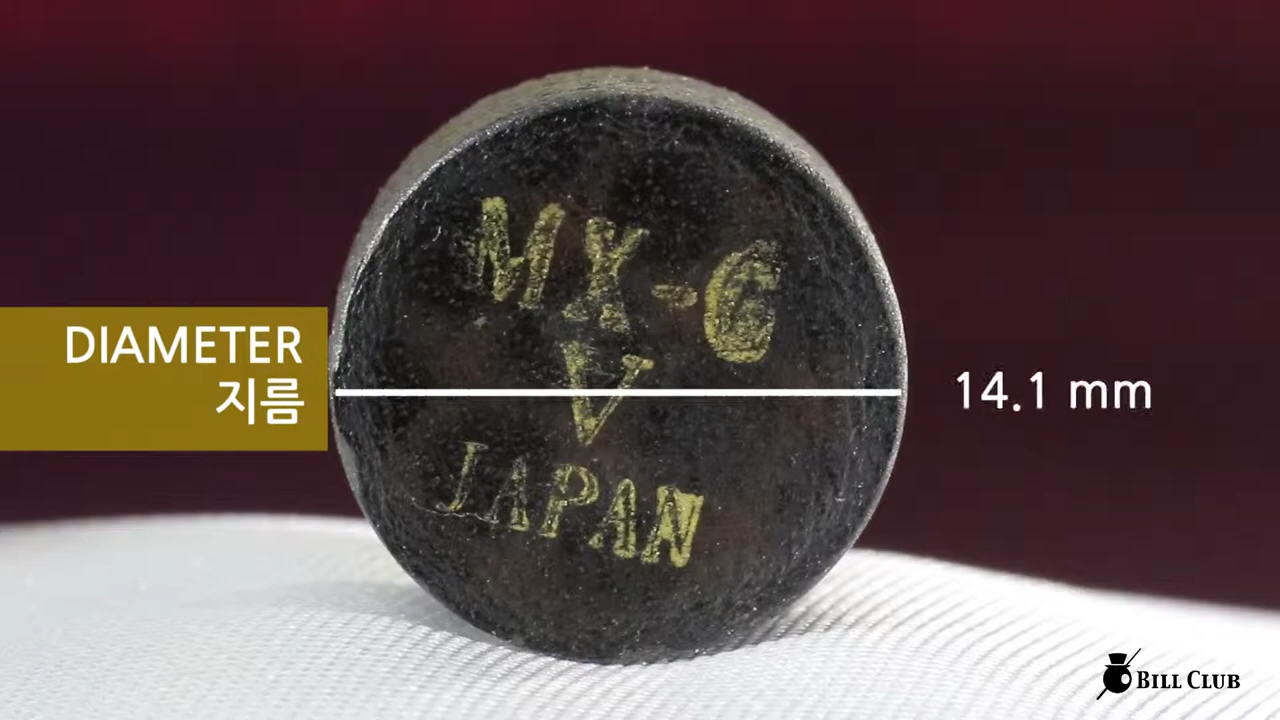 DIAMETER
지름
MX-G
V
JAPAN
14.1 mm
BILL CLUB